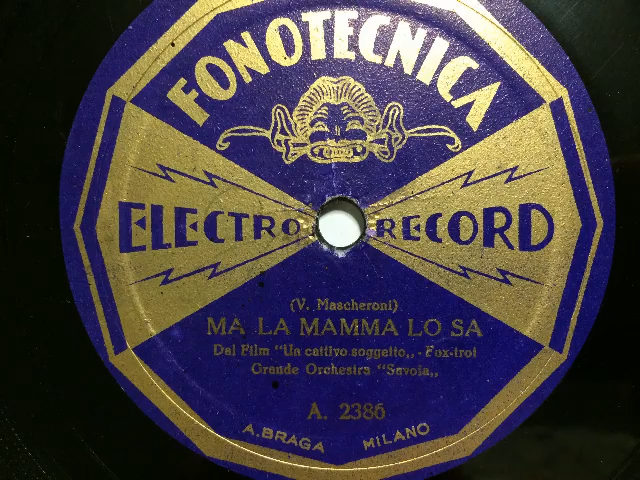 FONOTECNICA
ELECTRO RECORD
(V. Mascheroni)
MA LA MAMMA LO SA
Dal Film "Un cattivo soggetto„ - Fox-trot
Grande Orchestra "Savoia„
A. 2386
A. BRAGA MILANO